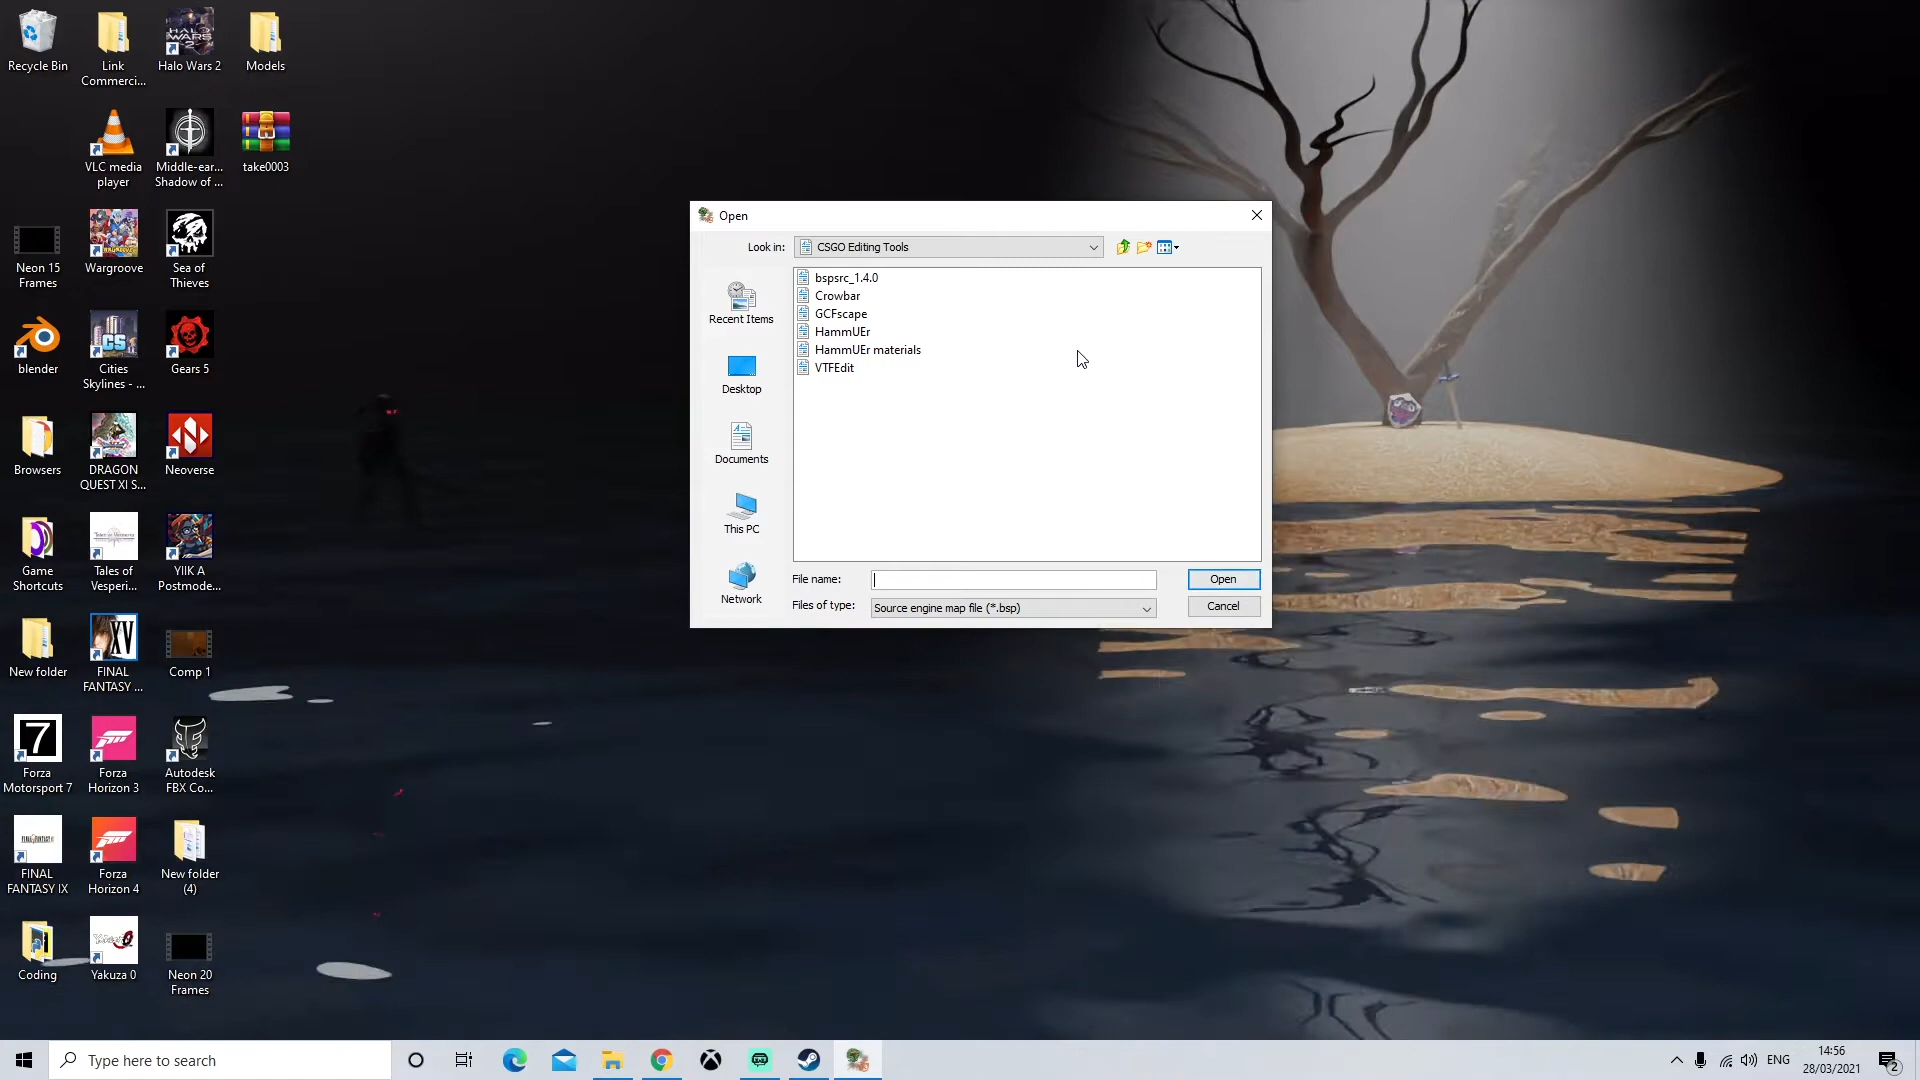 Recycle Bin
Link
Commerci...
Halo Wars 2
Models
VLC media
player
Middle-ear...
Shadow of ...
take0003
Neon 15
Frames
Wargroove
Sea of
Thieves
blender
Cities
Skylines - ...
Gears 5
Browsers
DRAGON
QUEST XI S...
Neoverse
Game
Shortcuts
Tales of
Vesperi...
YIIK A
Postmode...
New folder
FINAL
FANTASY ...
Comp 1
Forza
Motorsport 7
Forza
Horizon 3
Autodesk
FBX Co...
FINAL
FANTASY IX
Forza
Horizon 4
New folder
(4)
Coding
Yakuza 0
Neon 20
Frames
Open
Look in:
CSGO Editing Tools
Recent Items
Desktop
Documents
This PC
Network
bspsrc_1.4.0
Crowbar
GCFscape
HammUEr
HammUEr materials
VTFEdit
File name:
Open
Files of type:
Source engine map file (*.bsp)
Cancel
Type here to search
ENG
14:56
28/03/2021
2